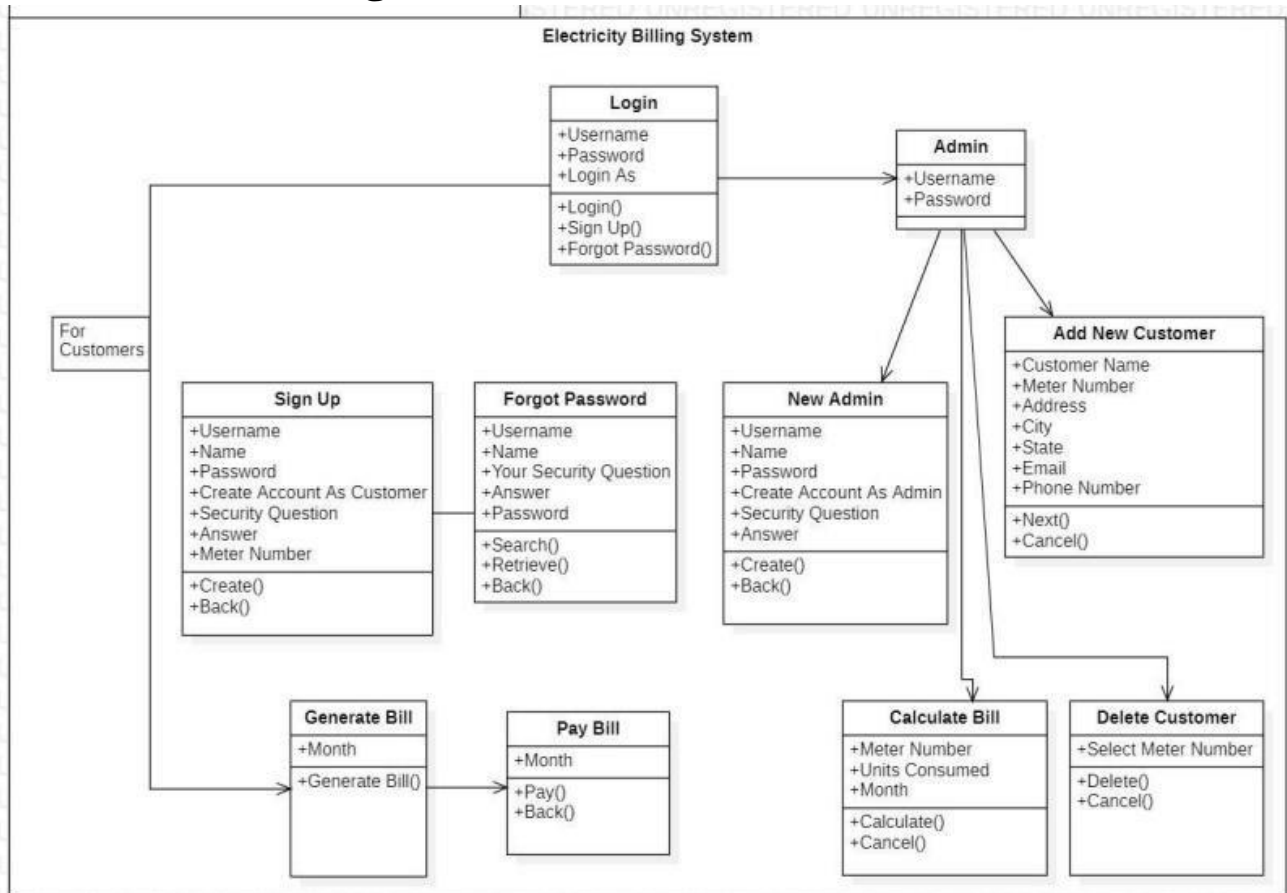 UNREGISTERED UNREGISTERED UNREGISTERED
Electricity Billing System
Login
+Username
+Password
+Login As
+Login()
+Sign Up()
+Forgot Password()
Admin
+Username
+Password
For
Customers
Add New Customer
+Customer Name
+Meter Number
+Address
+City
+State
+Email
+Phone Number
+Next()
+Cancel()
Sign Up
+Username
+Name
+Password
+Create Account As Customer
+Security Question
+Answer
+Meter Number
+Create()
+Back()
Forgot Password
+Username
+Name
+Your Security Question
+Answer
+Password
+Search()
+Retrieve()
+Back()
New Admin
+Username
+Name
+Password
+Create Account As Admin
+Security Question
+Answer
+Create()
+Back()
Generate Bill
+Month
+Generate Bill()
Pay Bill
+Month
+Pay()
+Back()
Calculate Bill
+Meter Number
+Units Consumed
+Month
+Calculate()
+Cancel()
Delete Customer
+Select Meter Number
+Delete()
+Cancel()